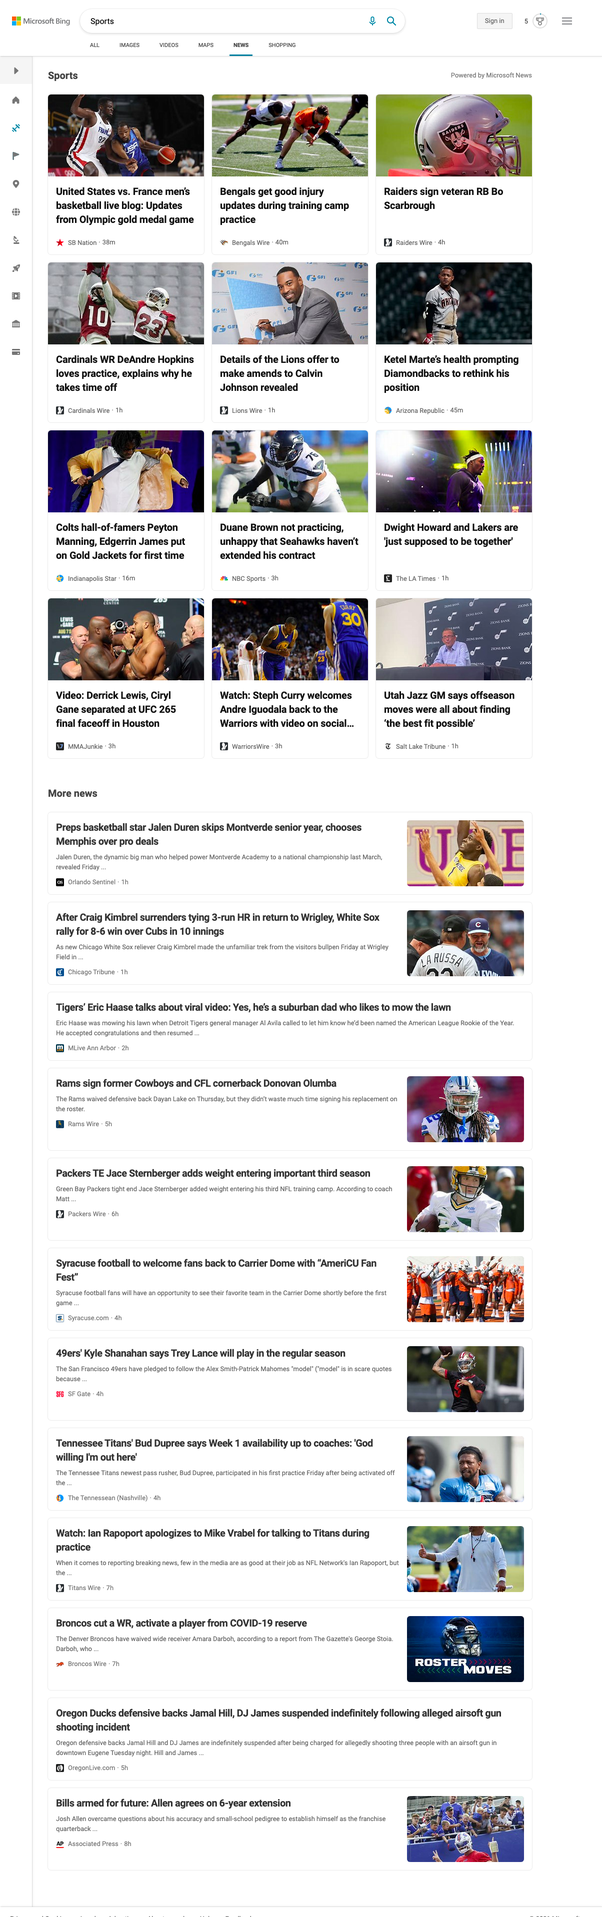 Microsoft Bing
Sports
Sign in
5
ALL IMAGES VIDEOS MAPS NEWS SHOPPING
Sports
Powered by Microsoft News
United States vs. France men's
basketball live blog: Updates
from Olympic gold medal game
SB Nation · 38m
Bengals get good injury
updates during training camp
practice
Bengals Wire · 40m
RAIDERS
Raiders sign veteran RB Bo
Scarbrough
Raiders Wire · 4h
10
23
Cardinals WR DeAndre Hopkins
loves practice, explains why he
takes time off
Cardinals Wire · 1h
GFI
Details of the Lions offer to
make amends to Calvin
Johnson revealed
Lions Wire · 1h
Ketel Marte's health prompting
Diamondbacks to rethink his
position
Arizona Republic · 45m
Colts hall-of-famers Peyton
Manning, Edgerrin James put
on Gold Jackets for first time
Indianapolis Star · 16m
76
Duane Brown not practicing,
unhappy that Seahawks haven't
extended his contract
NBC Sports · 3h
Dwight Howard and Lakers are
'just supposed to be together'
The LA Times · 1h
TOYOTA CENTER
265
Video: Derrick Lewis, Ciryl
Gane separated at UFC 265
final faceoff in Houston
MMAJunkie · 3h
30
Watch: Steph Curry welcomes
Andre Iguodala back to the
Warriors with video on social...
WarriorsWire · 3h
Utah Jazz GM says offseason
moves were all about finding
'the best fit possible'
Salt Lake Tribune · 1h
More news
Preps basketball star Jalen Duren skips Montverde senior year, chooses
Memphis over pro deals
Jalen Duren, the dynamic big man who helped power Montverde Academy to a national championship last March,
revealed Friday ...
Orlando Sentinel · 1h
After Craig Kimbrel surrenders tying 3-run HR in return to Wrigley, White Sox
rally for 8-6 win over Cubs in 10 innings
As new Chicago White Sox reliever Craig Kimbrel made the unfamiliar trek from the visitors bullpen Friday at Wrigley
Field in ...
Chicago Tribune · 1h
LA RUSSA
22
Tigers' Eric Haase talks about viral video: Yes, he's a suburban dad who likes to mow the lawn
Eric Haase was mowing his lawn when Detroit Tigers general manager Al Avila called to let him know he'd been named the American League Rookie of the Year.
He accepted congratulations and then resumed ...
MLive Ann Arbor · 2h
Rams sign former Cowboys and CFL cornerback Donovan Olumba
The Rams waived defensive back Dayan Lake on Thursday, but they didn't waste much time signing his replacement on
the roster.
Rams Wire · 5h
Packers TE Jace Sternberger adds weight entering important third season
Green Bay Packers tight end Jace Sternberger added weight entering his third NFL training camp. According to coach
Matt ...
Packers Wire · 6h
Syracuse football to welcome fans back to Carrier Dome with "AmeriCU Fan
Fest"
Syracuse football fans will have an opportunity to see their favorite team in the Carrier Dome shortly before the first
game ...
Syracuse.com · 4h
49ers' Kyle Shanahan says Trey Lance will play in the regular season
The San Francisco 49ers have pledged to follow the Alex Smith-Patrick Mahomes "model" ("model" is in scare quotes
because ...
SF Gate · 4h
Tennessee Titans' Bud Dupree says Week 1 availability up to coaches: 'God
willing I'm out here'
The Tennessee Titans newest pass rusher, Bud Dupree, participated in his first practice Friday after being activated off
the ...
The Tennessean (Nashville) · 4h
Watch: Ian Rapoport apologizes to Mike Vrabel for talking to Titans during
practice
When it comes to reporting breaking news, few in the media are as good at their job as NFL Network's Ian Rapoport, but
the ...
Titans Wire · 7h
Broncos cut a WR, activate a player from COVID-19 reserve
The Denver Broncos have waived wide receiver Amara Darboh, according to a report from The Gazette's George Stoia.
Darboh, who ...
Broncos Wire · 7h
ROSTER
MOVES
Oregon Ducks defensive backs Jamal Hill, DJ James suspended indefinitely following alleged airsoft gun
shooting incident
Oregon defensive backs Jamal Hill and DJ James are indefinitely suspended after being charged for allegedly shooting three people with an airsoft gun in
downtown Eugene Tuesday night. Hill and James ...
OregonLive.com · 5h
Bills armed for future: Allen agrees on 6-year extension
Josh Allen overcame questions about his accuracy and small-school pedigree to establish himself as the franchise
quarterback ...
AP Associated Press · 8h